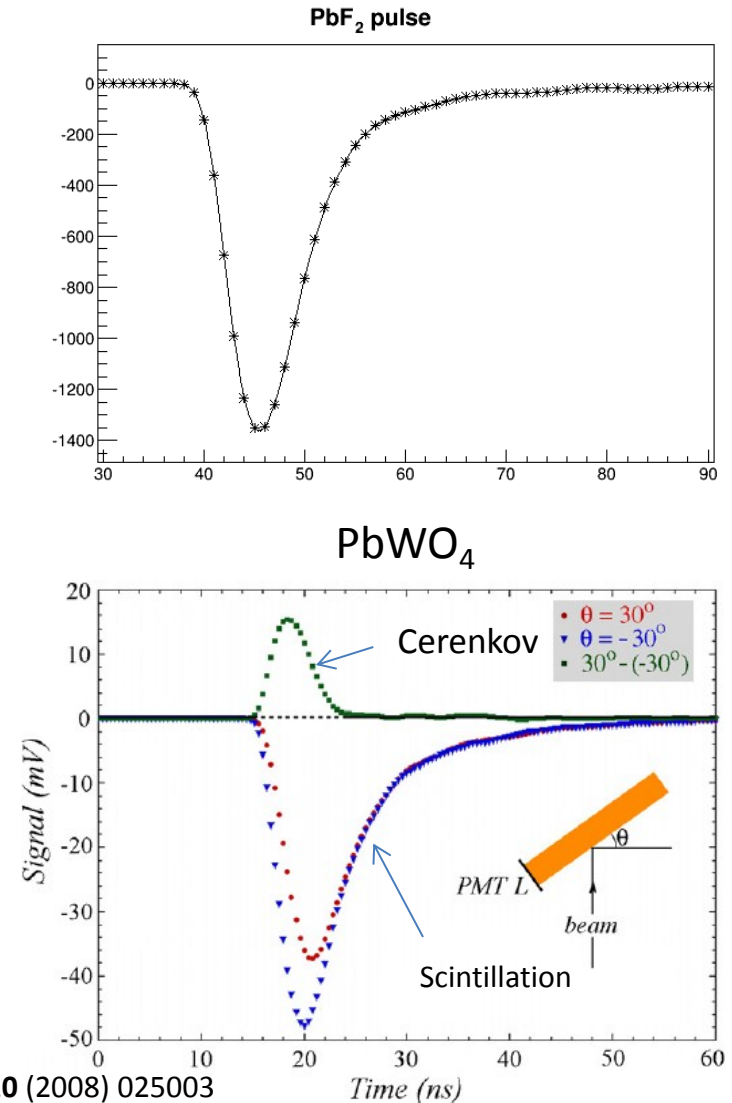 PbF₂ pulse
0
-200
-400
-600
-800
-1000
-1200
-1400
30 40 50 60 70 80 90
PbWO₄
20
10
0
-10
-20
-30
-40
-50
Signal (mV)
θ = 30°
θ = - 30°
30° - (-30°)
Cerenkov
θ
PMT L
beam
Scintillation
0 10 20 30 40 50 60
0 (2008) 025003
Time (ns)